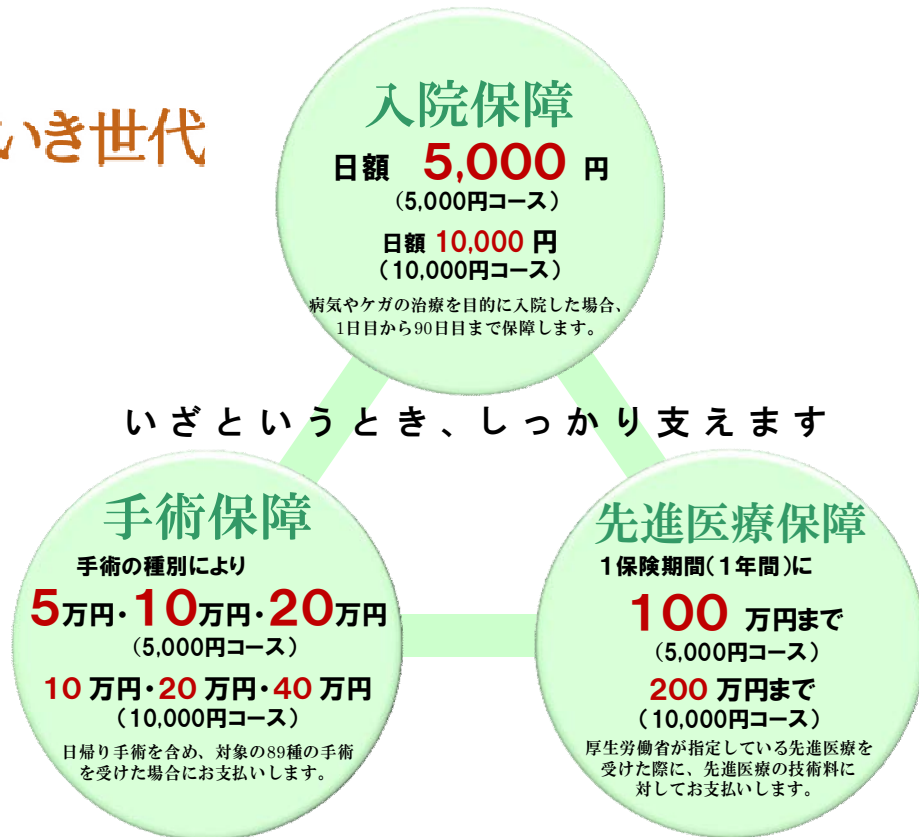 いき世代
入院保障
日額 5,000 円
(5,000円コース)
日額 10,000 円
(10,000円コース)
病気やケガの治療を目的に入院した場合、
1日目から90日目まで保障します。
いざというとき、しっかり支えます
手術保障
手術の種別により
5万円・10万円・20万円
(5,000円コース)
10 万円・20 万円・40 万円
(10,000円コース)
日帰り手術を含め、対象の89種の手術
を受けた場合にお支払いします。
先進医療保障
1保険期間(1年間)に
100 万円まで
(5,000円コース)
200 万円まで
(10,000円コース)
厚生労働省が指定している先進医療を
受けた際に、先進医療の技術料に
対してお支払いします。